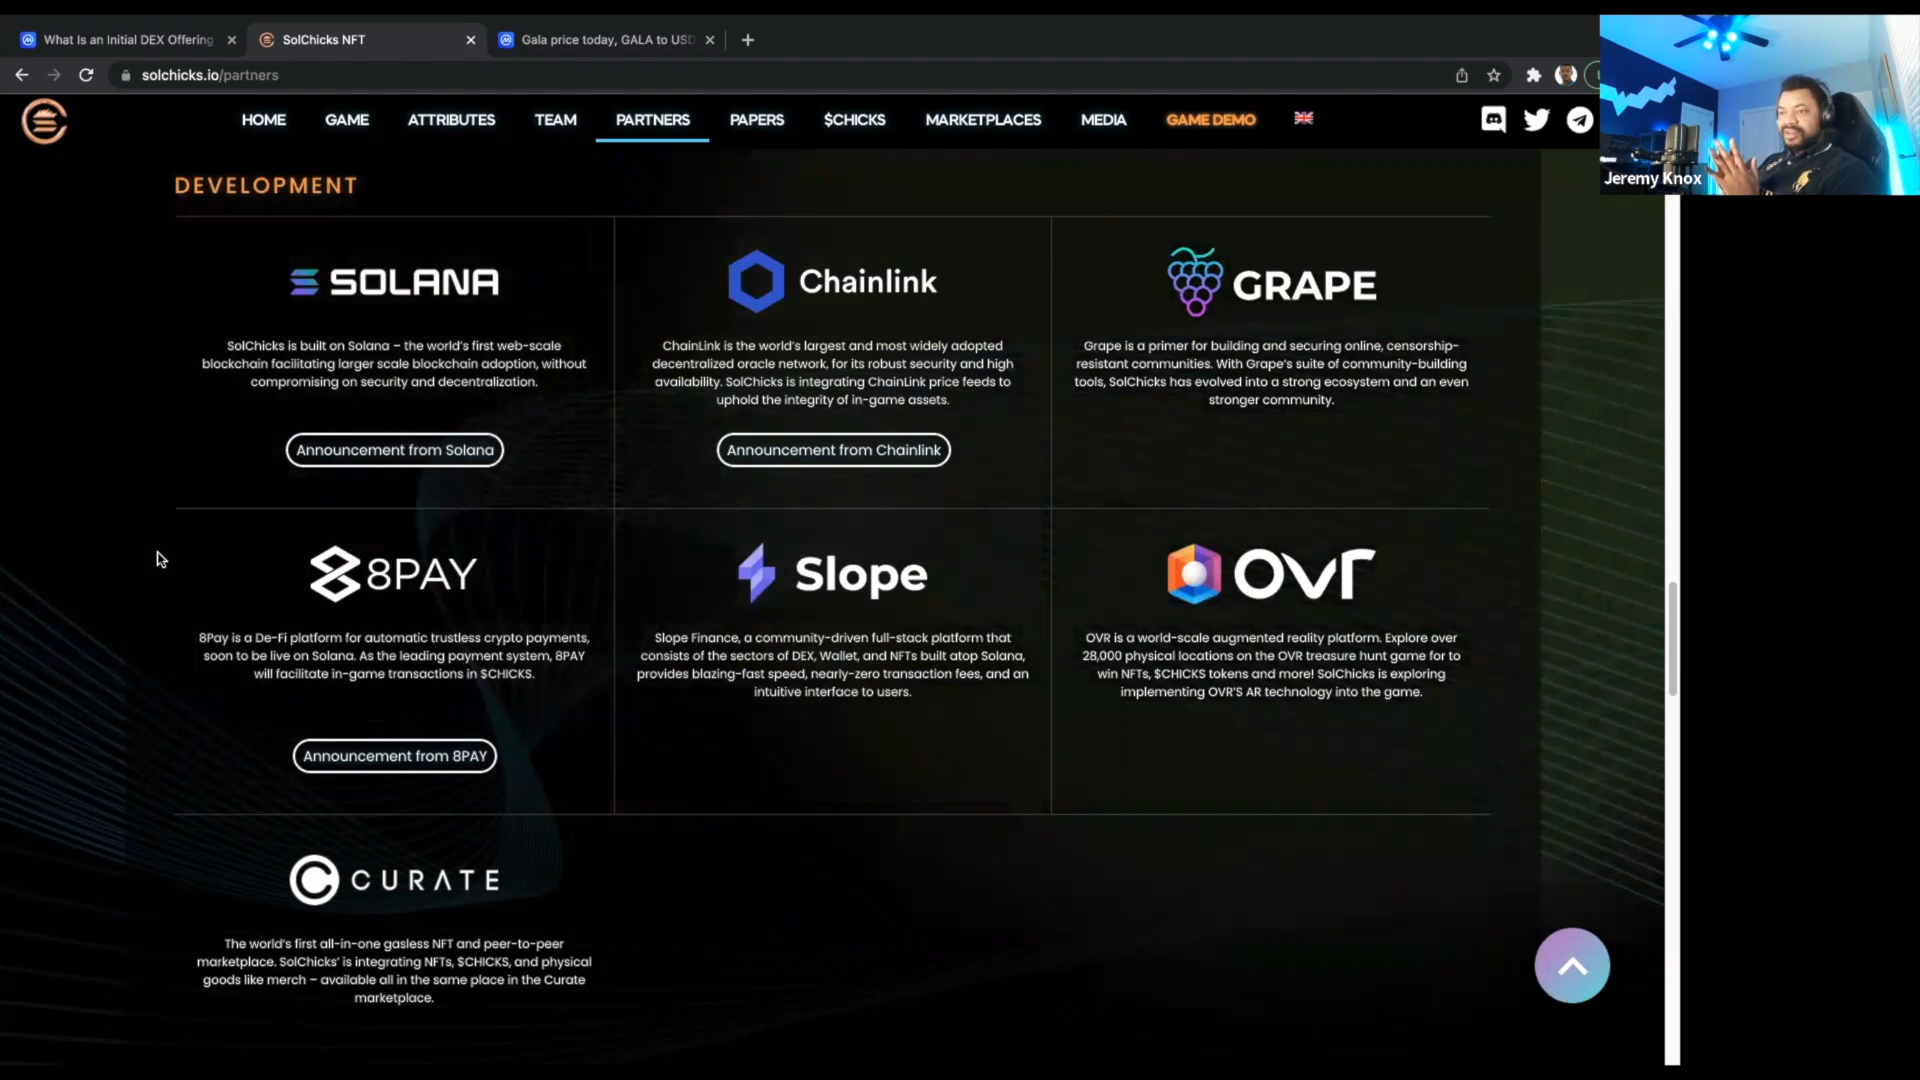 What Is an Initial DEX Offering
SolChicks NFT
Gala price today, GALA to USD
solchicks.io/partners
HOME
GAME
ATTRIBUTES
TEAM
PARTNERS
PAPERS
$CHICKS
MARKETPLACES
MEDIA
GAME DEMO
Jeremy Knox
DEVELOPMENT
SOLANA
SolChicks is built on Solana – the world's first web-scale
blockchain facilitating larger scale blockchain adoption, without
compromising on security and decentralization.
Announcement from Solana
Chainlink
ChainLink is the world's largest and most widely adopted
decentralized oracle network, for its robust security and high
availability. SolChicks is integrating ChainLink price feeds to
uphold the integrity of in-game assets.
Announcement from Chainlink
GRAPE
Grape is a primer for building and securing online, censorship-
resistant communities. With Grape's suite of community-building
tools, SolChicks has evolved into a strong ecosystem and an even
stronger community.
8PAY
8Pay is a De-Fi platform for automatic trustless crypto payments,
soon to be live on Solana. As the leading payment system, 8PAY
will facilitate in-game transactions in $CHICKS.
Announcement from 8PAY
Slope
Slope Finance, a community-driven full-stack platform that
consists of the sectors of DEX, Wallet, and NFTs built atop Solana,
provides blazing-fast speed, nearly-zero transaction fees, and an
intuitive interface to users.
OVR
OVR is a world-scale augmented reality platform. Explore over
28,000 physical locations on the OVR treasure hunt game for to
win NFTs, $CHICKS tokens and more! SolChicks is exploring
implementing OVR'S AR technology into the game.
CURATE
The world's first all-in-one gasless NFT and peer-to-peer
marketplace. SolChicks' is integrating NFTs, $CHICKS, and physical
goods like merch – available all in the same place in the Curate
marketplace.